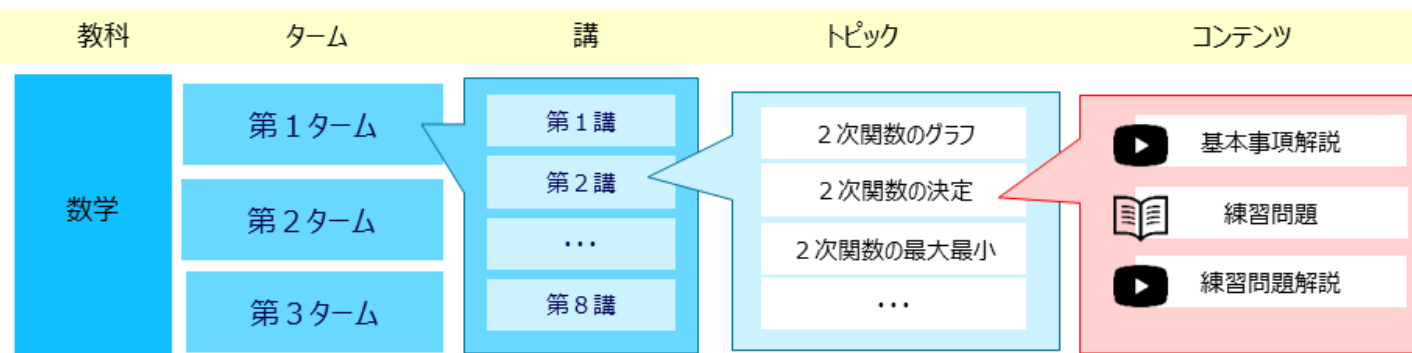 教科 ターム 講 トピック コンテンツ
数学
第1ターム
第2ターム
第3ターム
第1講
第2講
・・・
第8講
2次関数のグラフ
2次関数の決定
2次関数の最大最小
・・・
基本事項解説
練習問題
練習問題解説